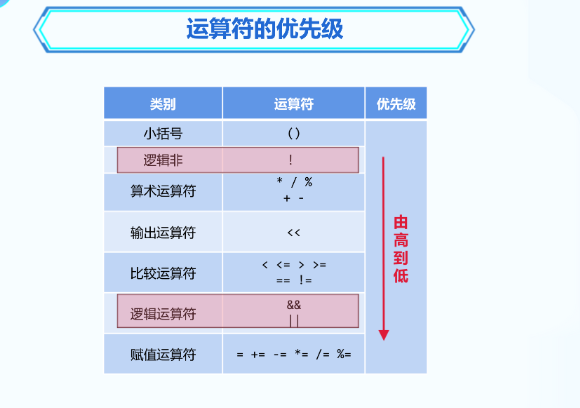 运算符的优先级
类别 运算符 优先级
小括号 ()
逻辑非 !
算术运算符 * / %
+ -
输出运算符 <<
比较运算符 < <= > >=
== !=
逻辑运算符 &&
||
赋值运算符 = += -= *= /= %=
由高到低